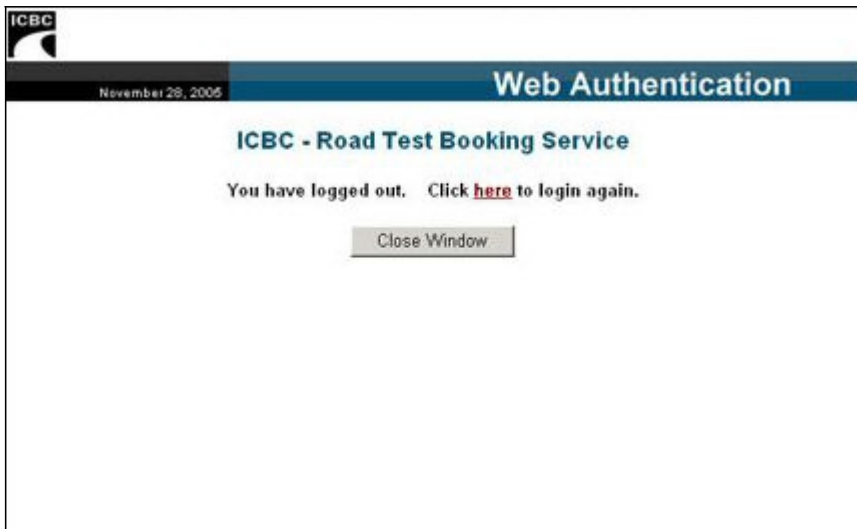 ICBC
November 28, 2005
Web Authentication
ICBC - Road Test Booking Service
You have logged out. Click here to login again.
Close Window